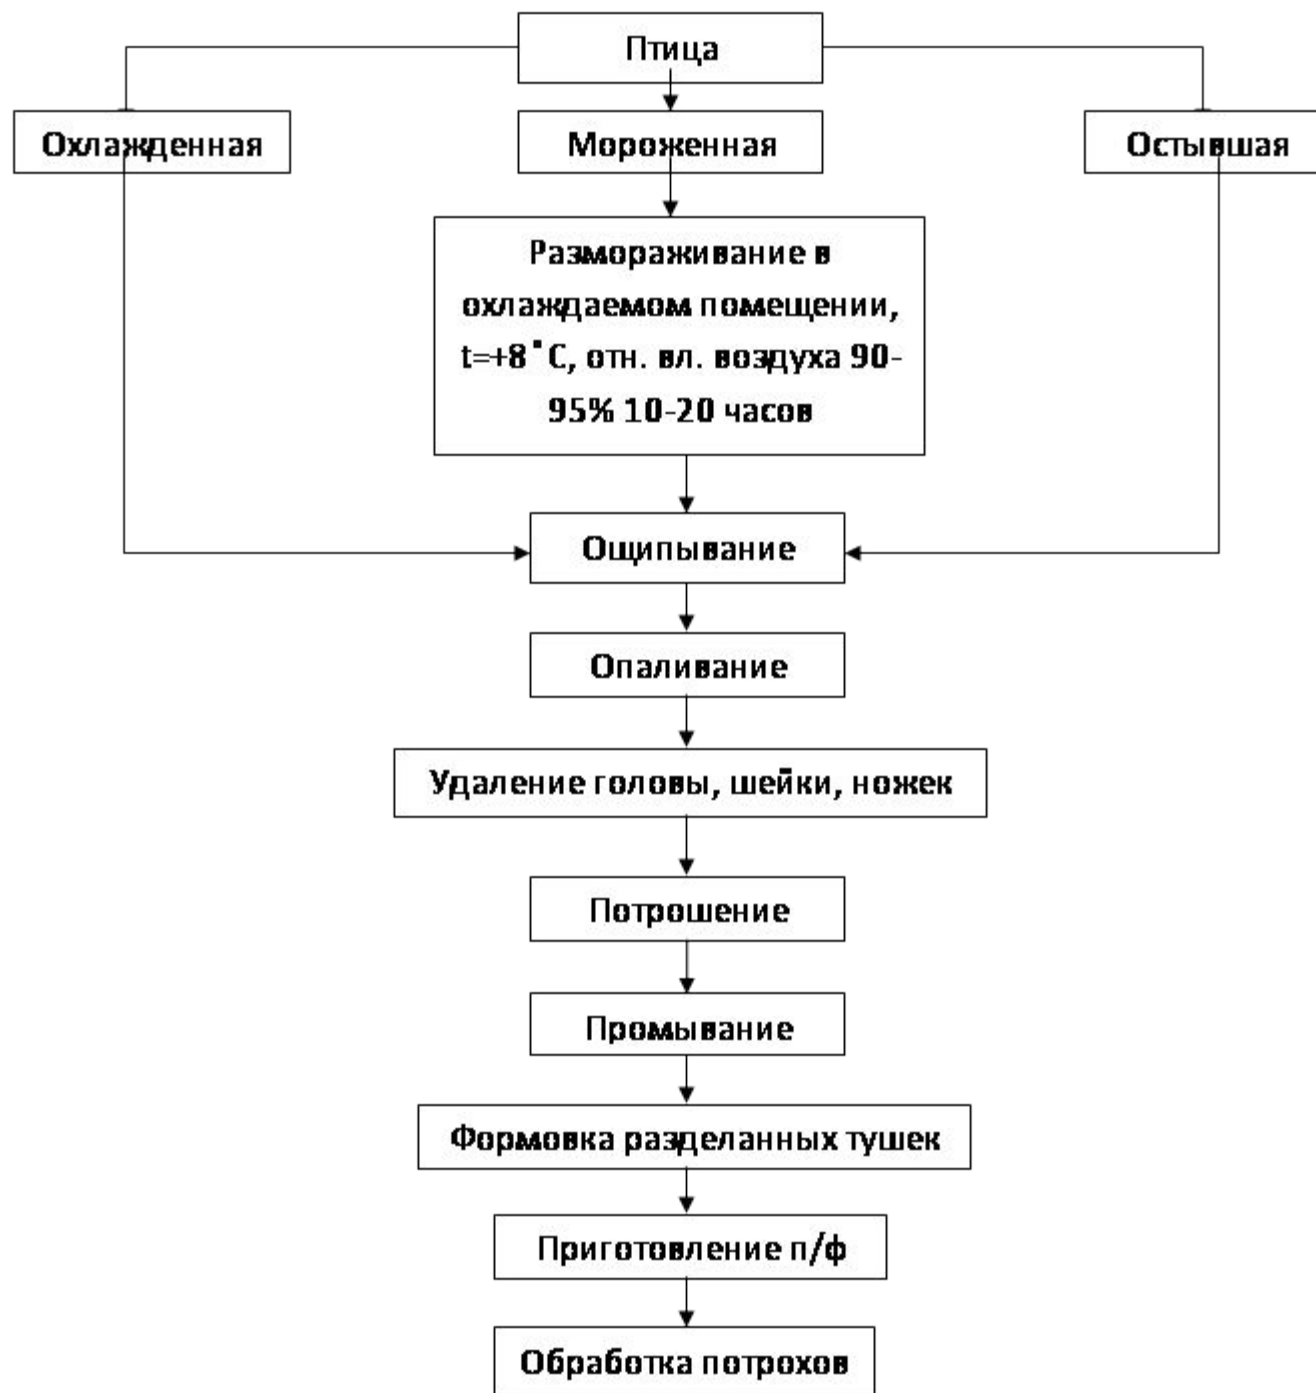 Птица
Охлажденная
Мороженная
Остывшая
Размораживание в
охлаждаемом помещении,
t=+8˚С, отн. вл. воздуха 90-
95% 10-20 часов
Ощипывание
Опаливание
Удаление головы, шейки, ножек
Потрошение
Промывание
Формовка разделанных тушек
Приготовление п/ф
Обработка потрохов